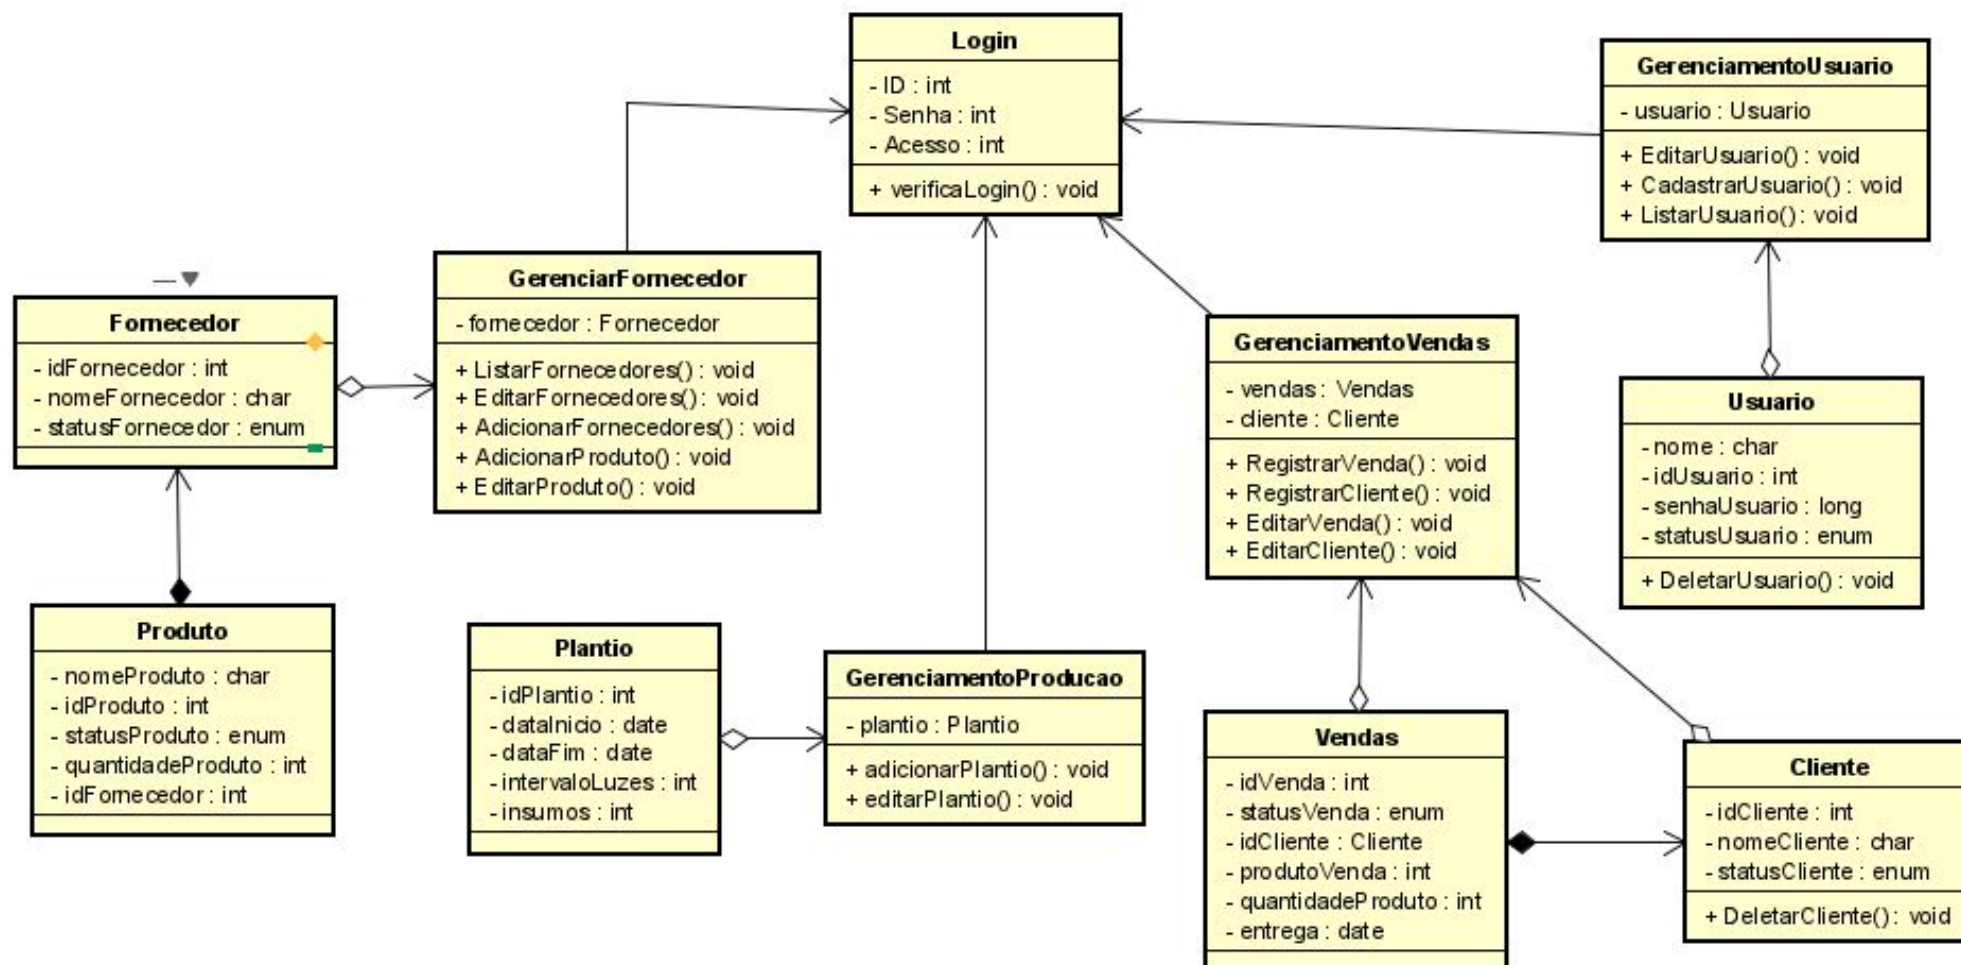 Login
- ID : int
- Senha : int
- Acesso : int
+ verificaLogin() : void
GerenciamentoUsuario
- usuario : Usuario
+ EditarUsuario() : void
+ CadastrarUsuario() : void
+ ListarUsuario() : void
GerenciarFornecedor
- fornecedor : Fornecedor
+ ListarFornecedores() : void
+ EditarFornecedores() : void
+ AdicionarFornecedores() : void
+ AdicionarProduto() : void
+ EditarProduto() : void
Fornecedor
- idFornecedor : int
- nomeFornecedor : char
- statusFornecedor : enum
GerenciamentoVendas
- vendas : Vendas
- cliente : Cliente
+ RegistrarVenda() : void
+ RegistrarCliente() : void
+ EditarVenda() : void
+ EditarCliente() : void
Usuario
- nome : char
- idUsuario : int
- senhaUsuario : long
- statusUsuario : enum
+ DeletarUsuario() : void
Produto
- nomeProduto : char
- idProduto : int
- statusProduto : enum
- quantidadeProduto : int
- idFornecedor : int
Plantio
- idPlantio : int
- dataInicio : date
- dataFim : date
- intervaloLuzes : int
- insumos : int
GerenciamentoProducao
- plantio : Plantio
+ adicionarPlantio() : void
+ editarPlantio() : void
Vendas
- idVenda : int
- statusVenda : enum
- idCliente : Cliente
- produtoVenda : int
- quantidadeProduto : int
- entrega : date
Cliente
- idCliente : int
- nomeCliente : char
- statusCliente : enum
+ DeletarCliente() : void